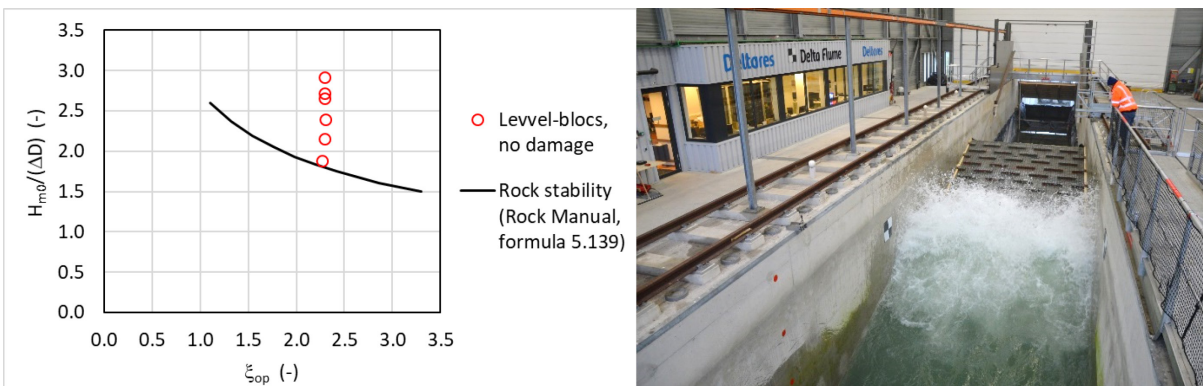 3.5
3.0
2.5
2.0
1.5
1.0
0.5
0.0
H_m0/(ΔD) (-)
0.0 0.5 1.0 1.5 2.0 2.5 3.0 3.5
ξ_op (-)
Levvel-blocs,
no damage
Rock stability
(Rock Manual,
formula 5.139)
Deltares Delta Flume Deltares